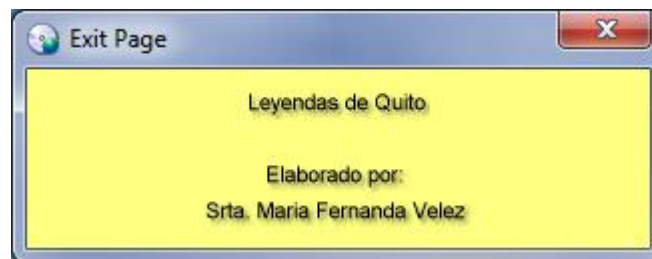 Exit Page
Leyendas de Quito
Elaborado por:
Srta. Maria Fernanda Velez